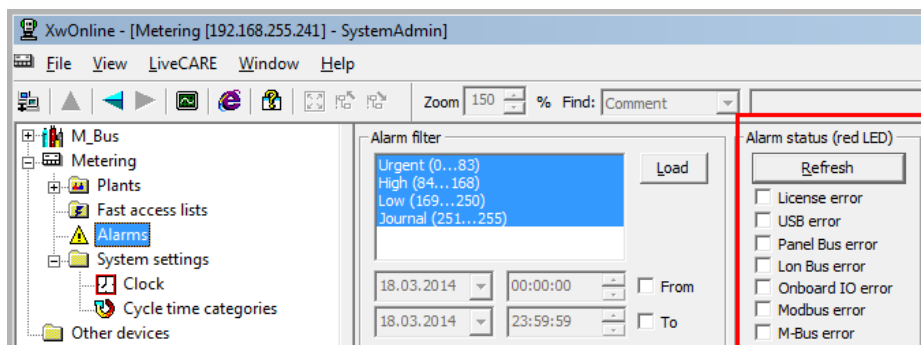 XwOnline - [Metering [192.168.255.241] - SystemAdmin]
File View LiveCARE Window Help
Zoom 150 % Find: Comment
M_Bus
Metering
Plants
Fast access lists
Alarms
System settings
Clock
Cycle time categories
Other devices
Alarm filter
Urgent (0...83)
High (84...168)
Low (169...250)
Journal (251...255)
Load
18.03.2014 00:00:00 From
18.03.2014 23:59:59 To
Alarm status (red LED)
Refresh
License error
USB error
Panel Bus error
Lon Bus error
Onboard IO error
Modbus error
M-Bus error